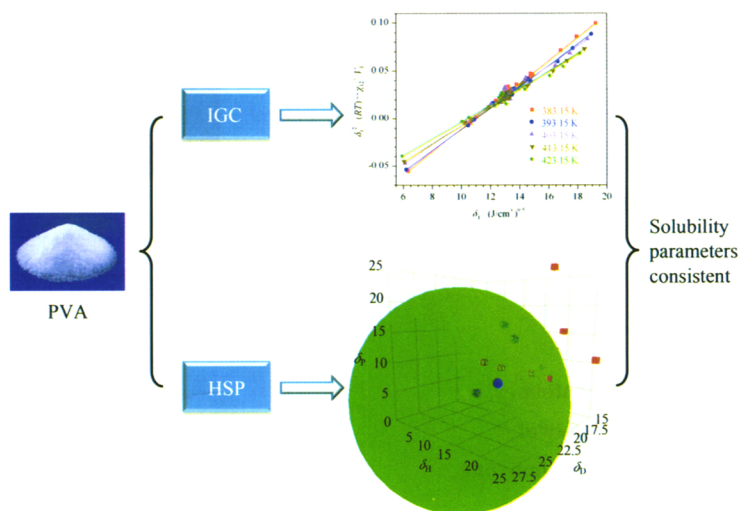 0.10
0.05
0.00
-0.05
6 8 10 12 14 16 18 20
383 15 K
393 15 K
403 15 K
413 15 K
423 15 K
IGC
PVA
Solubility
parameters
consistent
HSP
25
20
15
10
5
0
δP
5
10
15
20
25
δH
27.5
25
22.5
20
17.5
15
δD